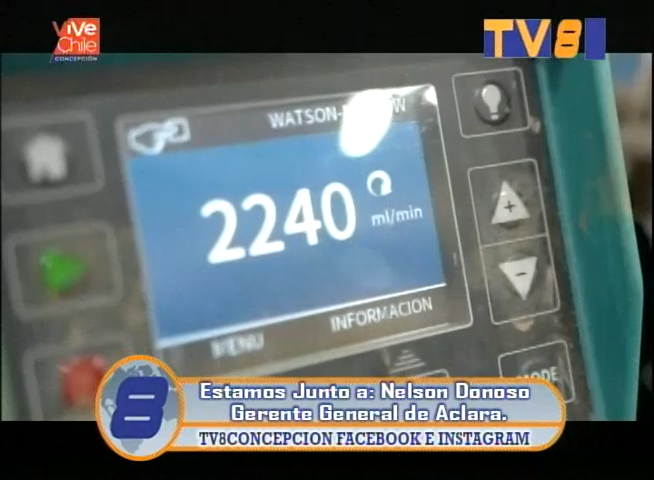 ViVe
Chile
CONCEPCIÓN
TV8
WATSON-
2240
ml/min
MENU
INFORMACION
MODE
8
Estamos Junto a: Nelson Donoso
Gerente General de Aclara.
TV8CONCEPCION FACEBOOK E INSTAGRAM